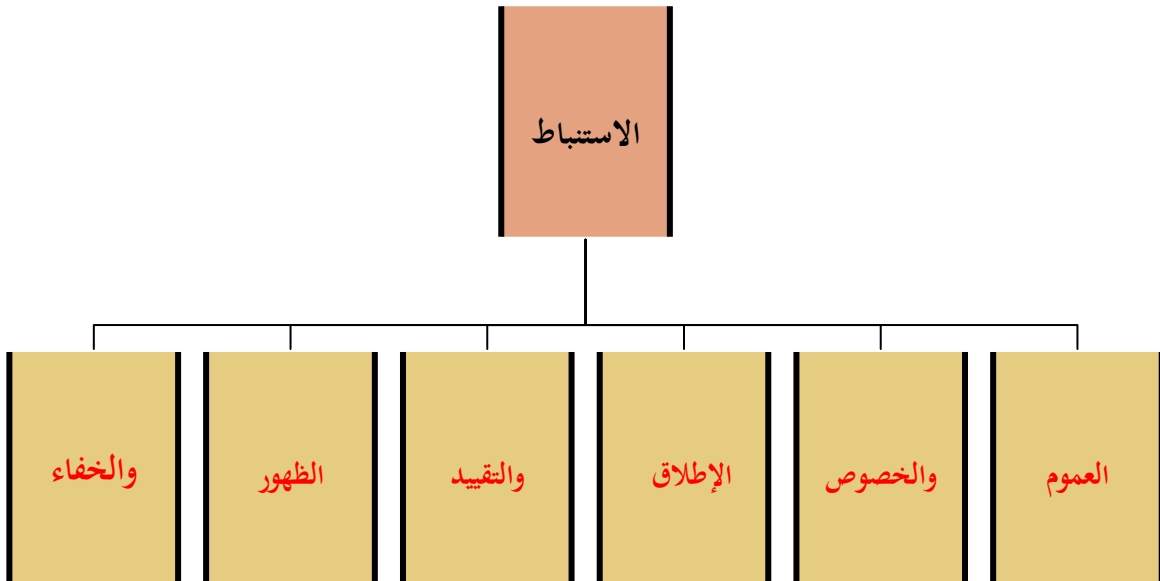 الاستنباط
العموم
والخصوص
الإطلاق
والتقييد
الظهور
والخفاء